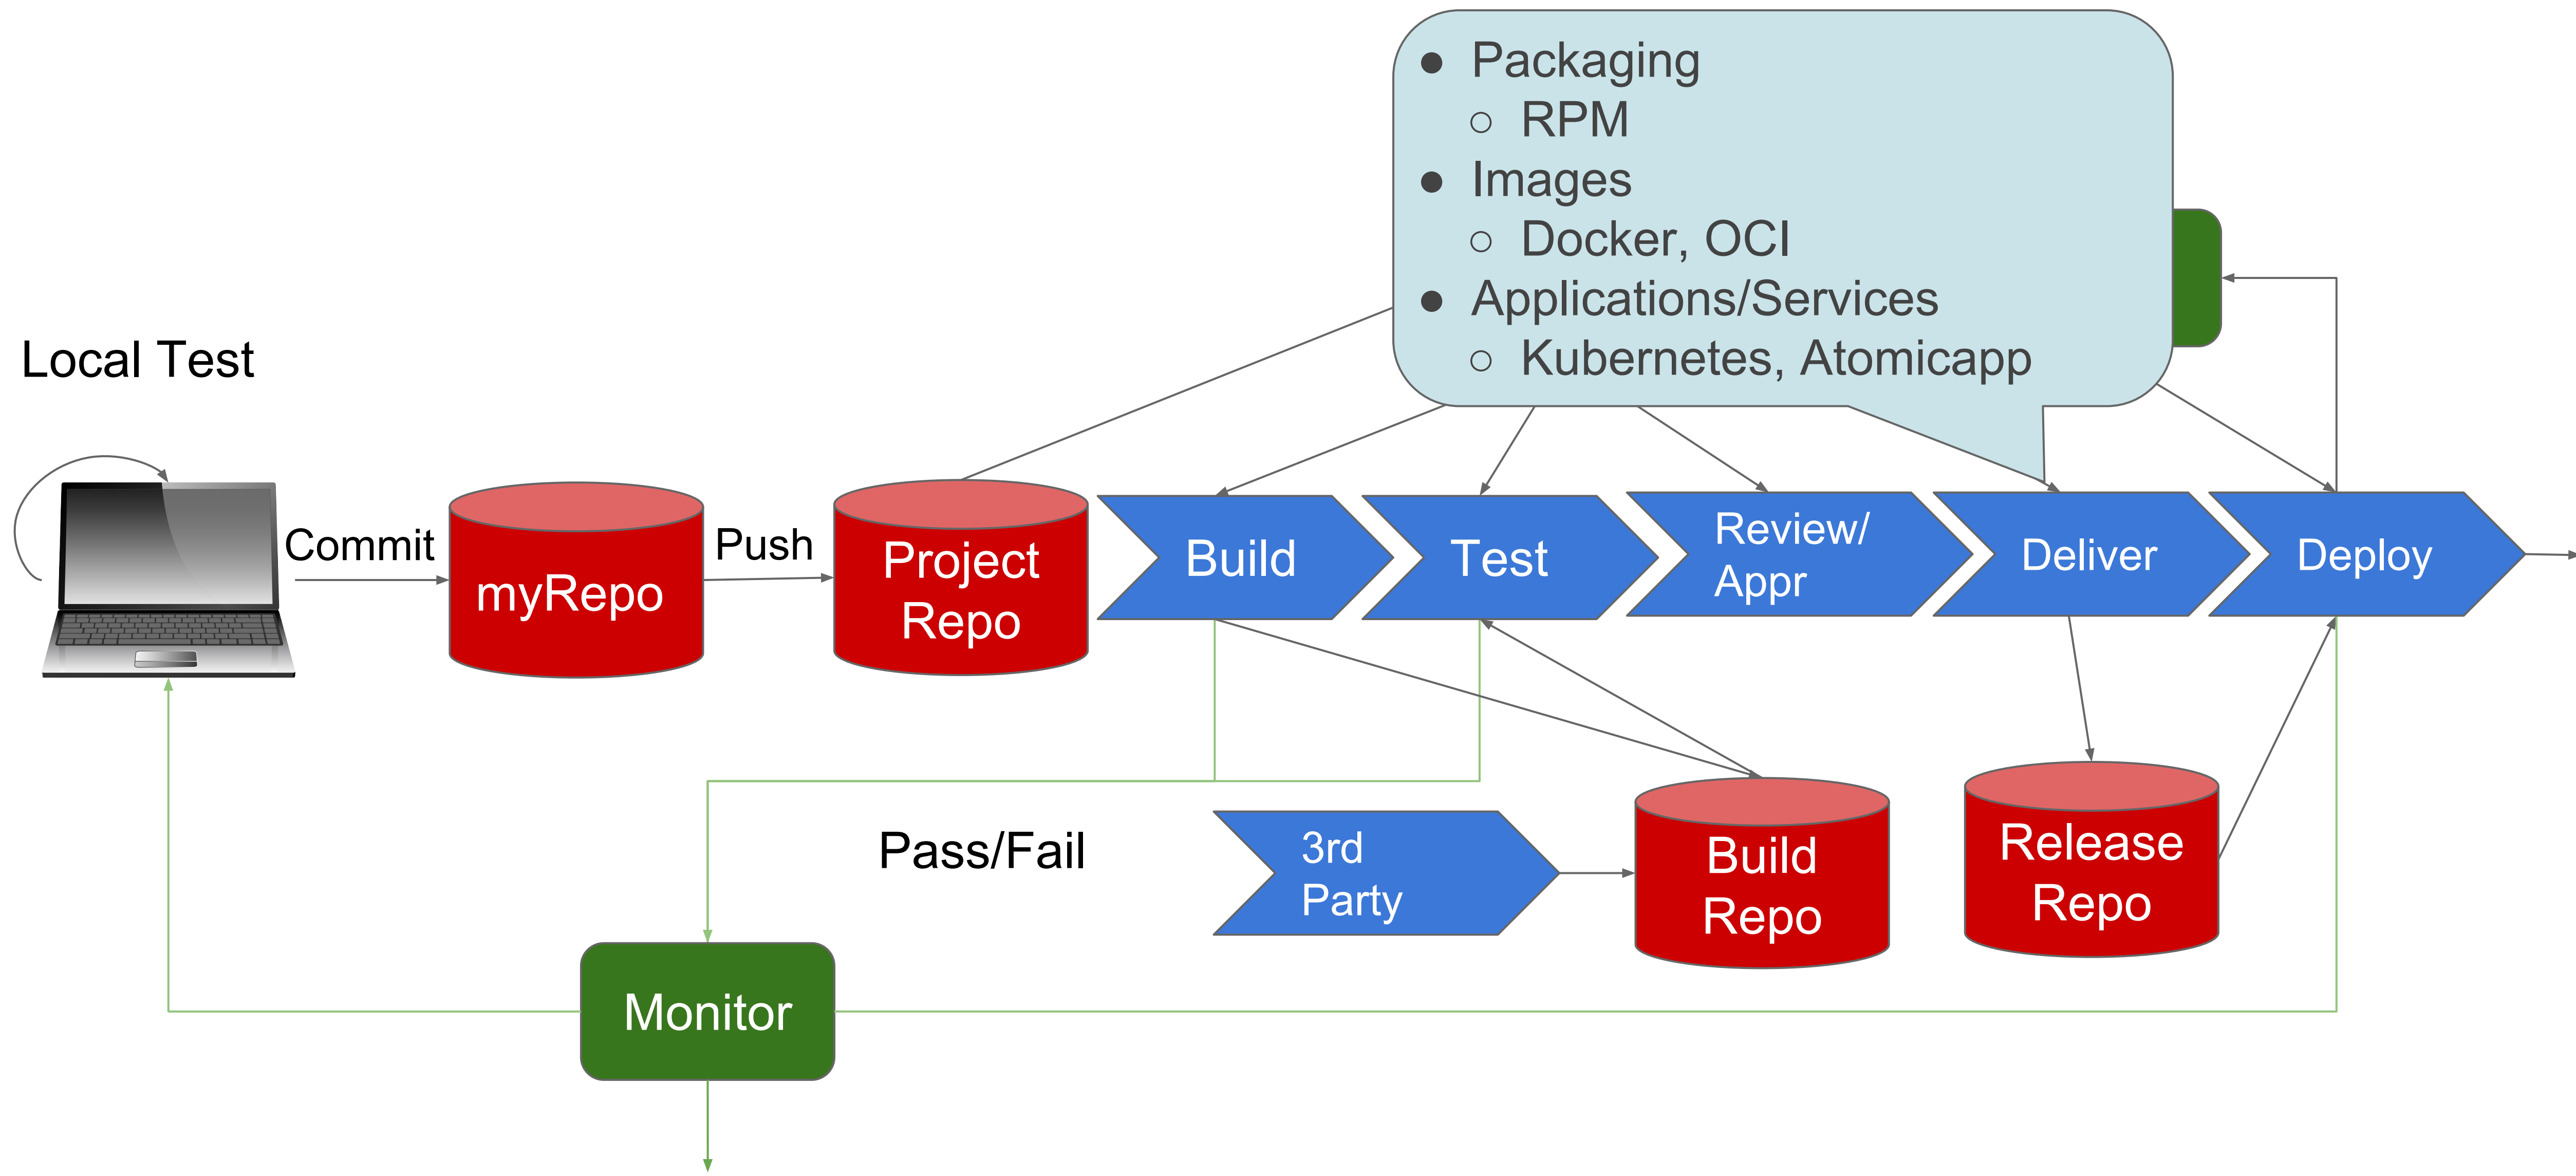 ● Packaging
○ RPM
● Images
○ Docker, OCI
● Applications/Services
○ Kubernetes, Atomicapp
Local Test
Commit
myRepo
Push
Project
Repo
Build
Test
Review/
Appr
Deliver
Deploy
Pass/Fail
3rd
Party
Build
Repo
Release
Repo
Monitor